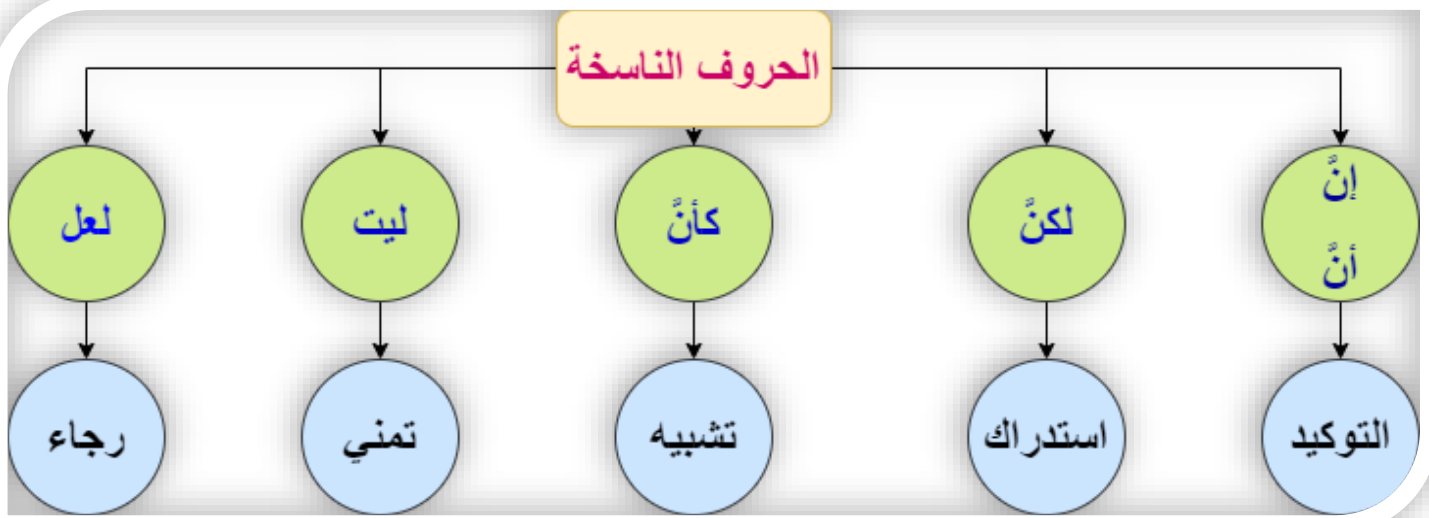 الحروف الناسخة
إنَّ
أنَّ
لكنَّ
كأنَّ
ليت
لعل
التوكيد
استدراك
تشبيه
تمني
رجاء